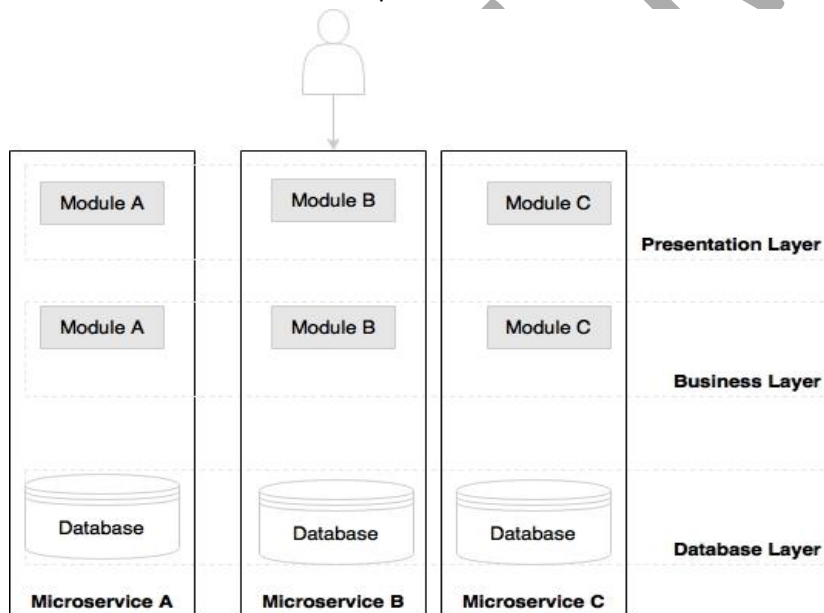 Module A
Module B
Module C
Presentation Layer
Module A
Module B
Module C
Business Layer
Database
Database
Database
Database Layer
Microservice A
Microservice B
Microservice C